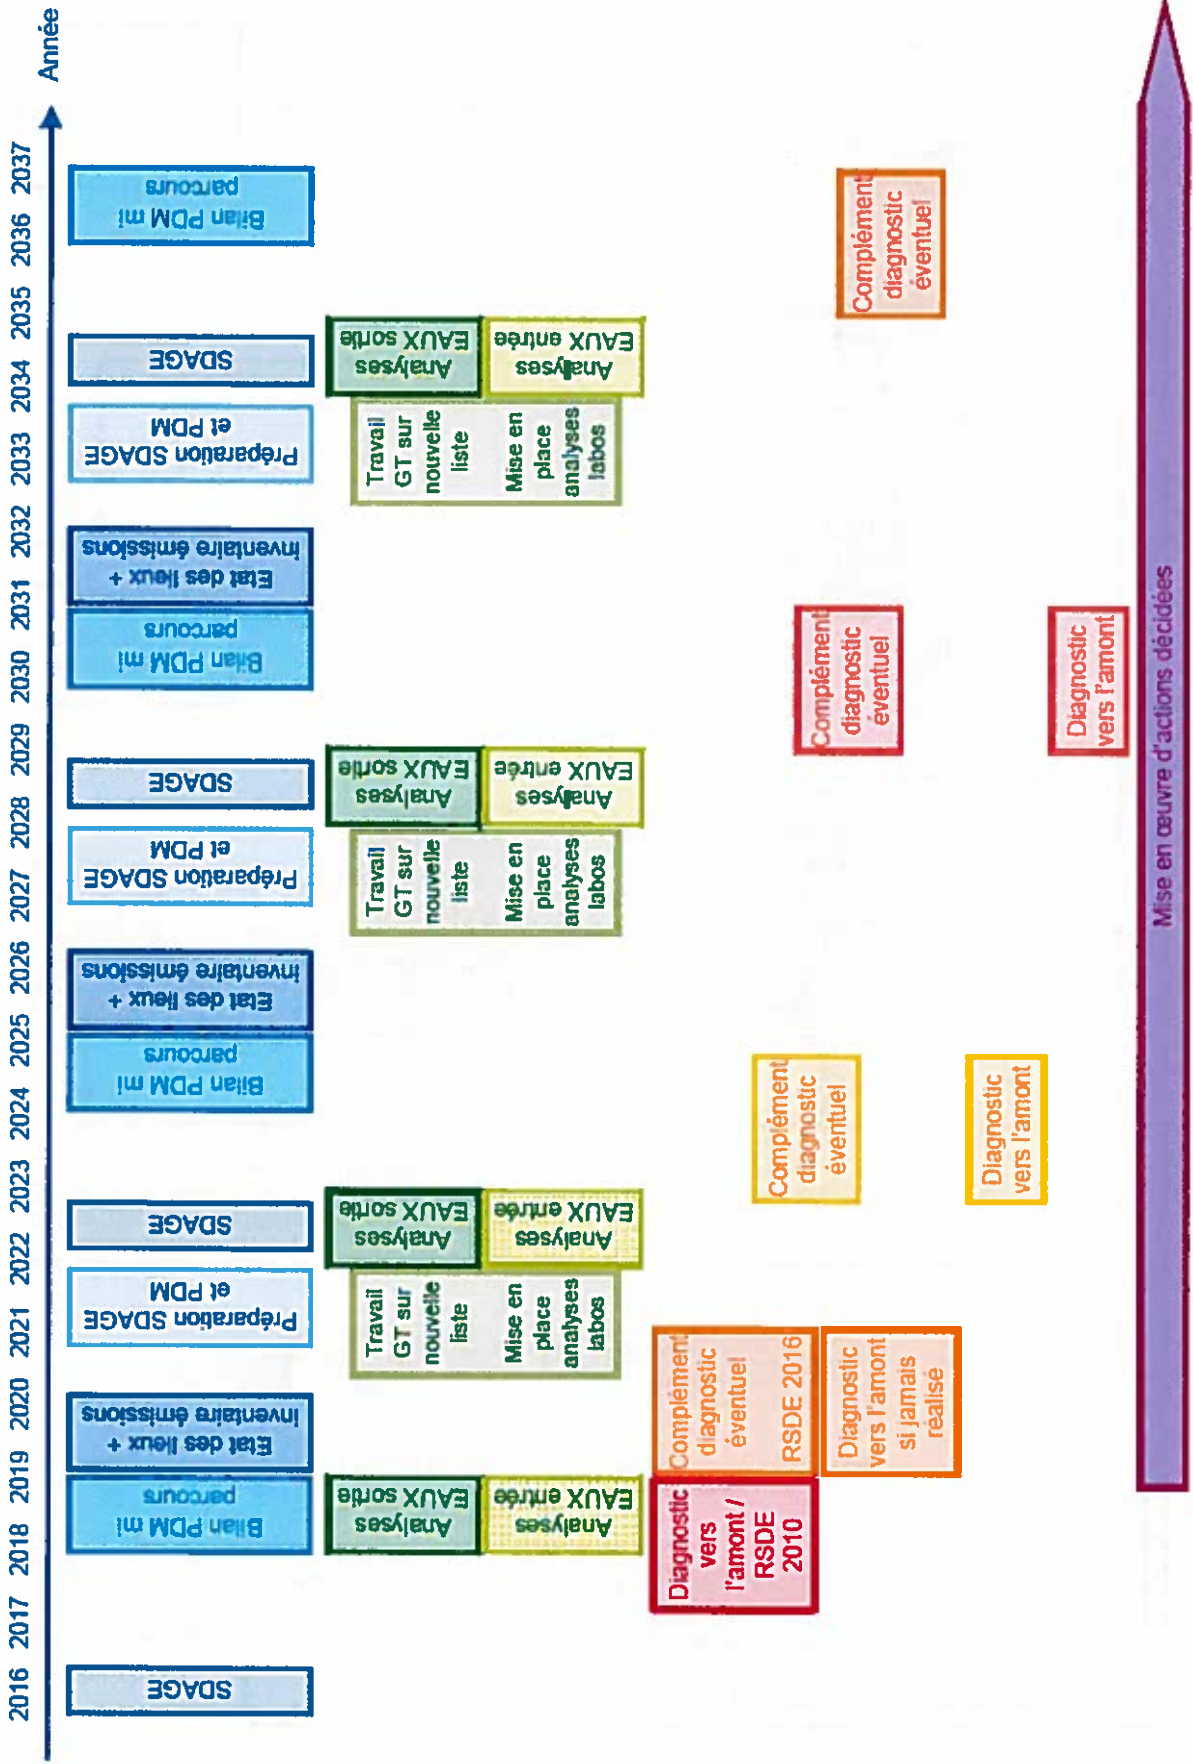 2016 2017 2018 2019 2020 2021 2022 2023 2024 2025 2026 2027 2028 2029 2030 2031 2032 2033 2034 2035 2036 2037
Année
SDAGE
Bilan PDM mi
parcours
Etat des lieux +
inventaire émissions
Préparation SDAGE
et PDM
SDAGE
Bilan PDM mi
parcours
Etat des lieux +
inventaire émissions
Préparation SDAGE
et PDM
SDAGE
Bilan PDM mi
parcours
Etat des lieux +
inventaire émissions
Préparation SDAGE
et PDM
SDAGE
Bilan PDM mi
parcours
Analyses
EAUX sortie
Analyses
EAUX entrée
Travail
GT sur
nouvelle
liste
Mise en
place
analyses
labos
Analyses
EAUX sortie
Analyses
EAUX entrée
Travail
GT sur
nouvelle
liste
Mise en
place
analyses
labos
Analyses
EAUX sortie
Analyses
EAUX entrée
Travail
GT sur
nouvelle
liste
Mise en
place
analyses
labos
Analyses
EAUX sortie
Analyses
EAUX entrée
Diagnostic
vers
l'amont /
RSDE
2010
Complément
diagnostic
éventuel
RSDE 2016
Diagnostic
vers l'amont
si jamais
réalisé
Complément
diagnostic
éventuel
Diagnostic
vers l'amont
Complément
diagnostic
éventuel
Diagnostic
vers l'amont
Complément
diagnostic
éventuel
Mise en œuvre d'actions décidées